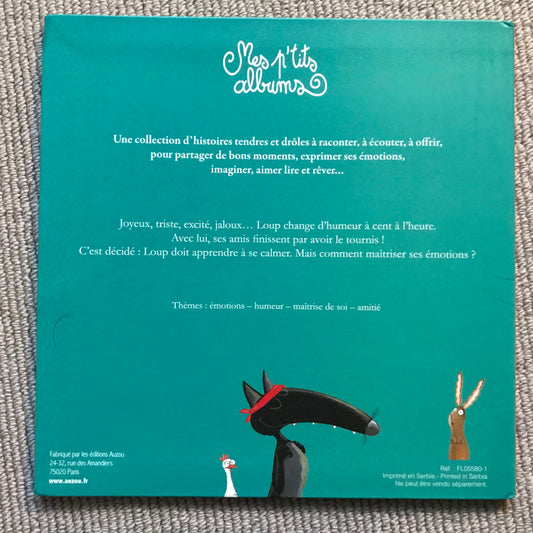 Mes p'tits
albums
Une collection d'histoires tendres et drôles à raconter, à écouter, à offrir,
pour partager de bons moments, exprimer ses émotions,
imaginer, aimer lire et rêver...
Joyeux, triste, excité, jaloux… Loup change d'humeur à cent à l'heure.
Avec lui, ses amis finissent par avoir le tournis !
C'est décidé : Loup doit apprendre à se calmer. Mais comment maîtriser ses émotions ?
Thèmes : émotions – humeur – maîtrise de soi – amitié
Fabriqué par les éditions Auzou
24-32, rue des Amandiers
75020 Paris
www.auzou.fr
Réf. : FL05580-1
Imprimé en Serbie - Printed in Serbia
Ne peut être vendu séparement.